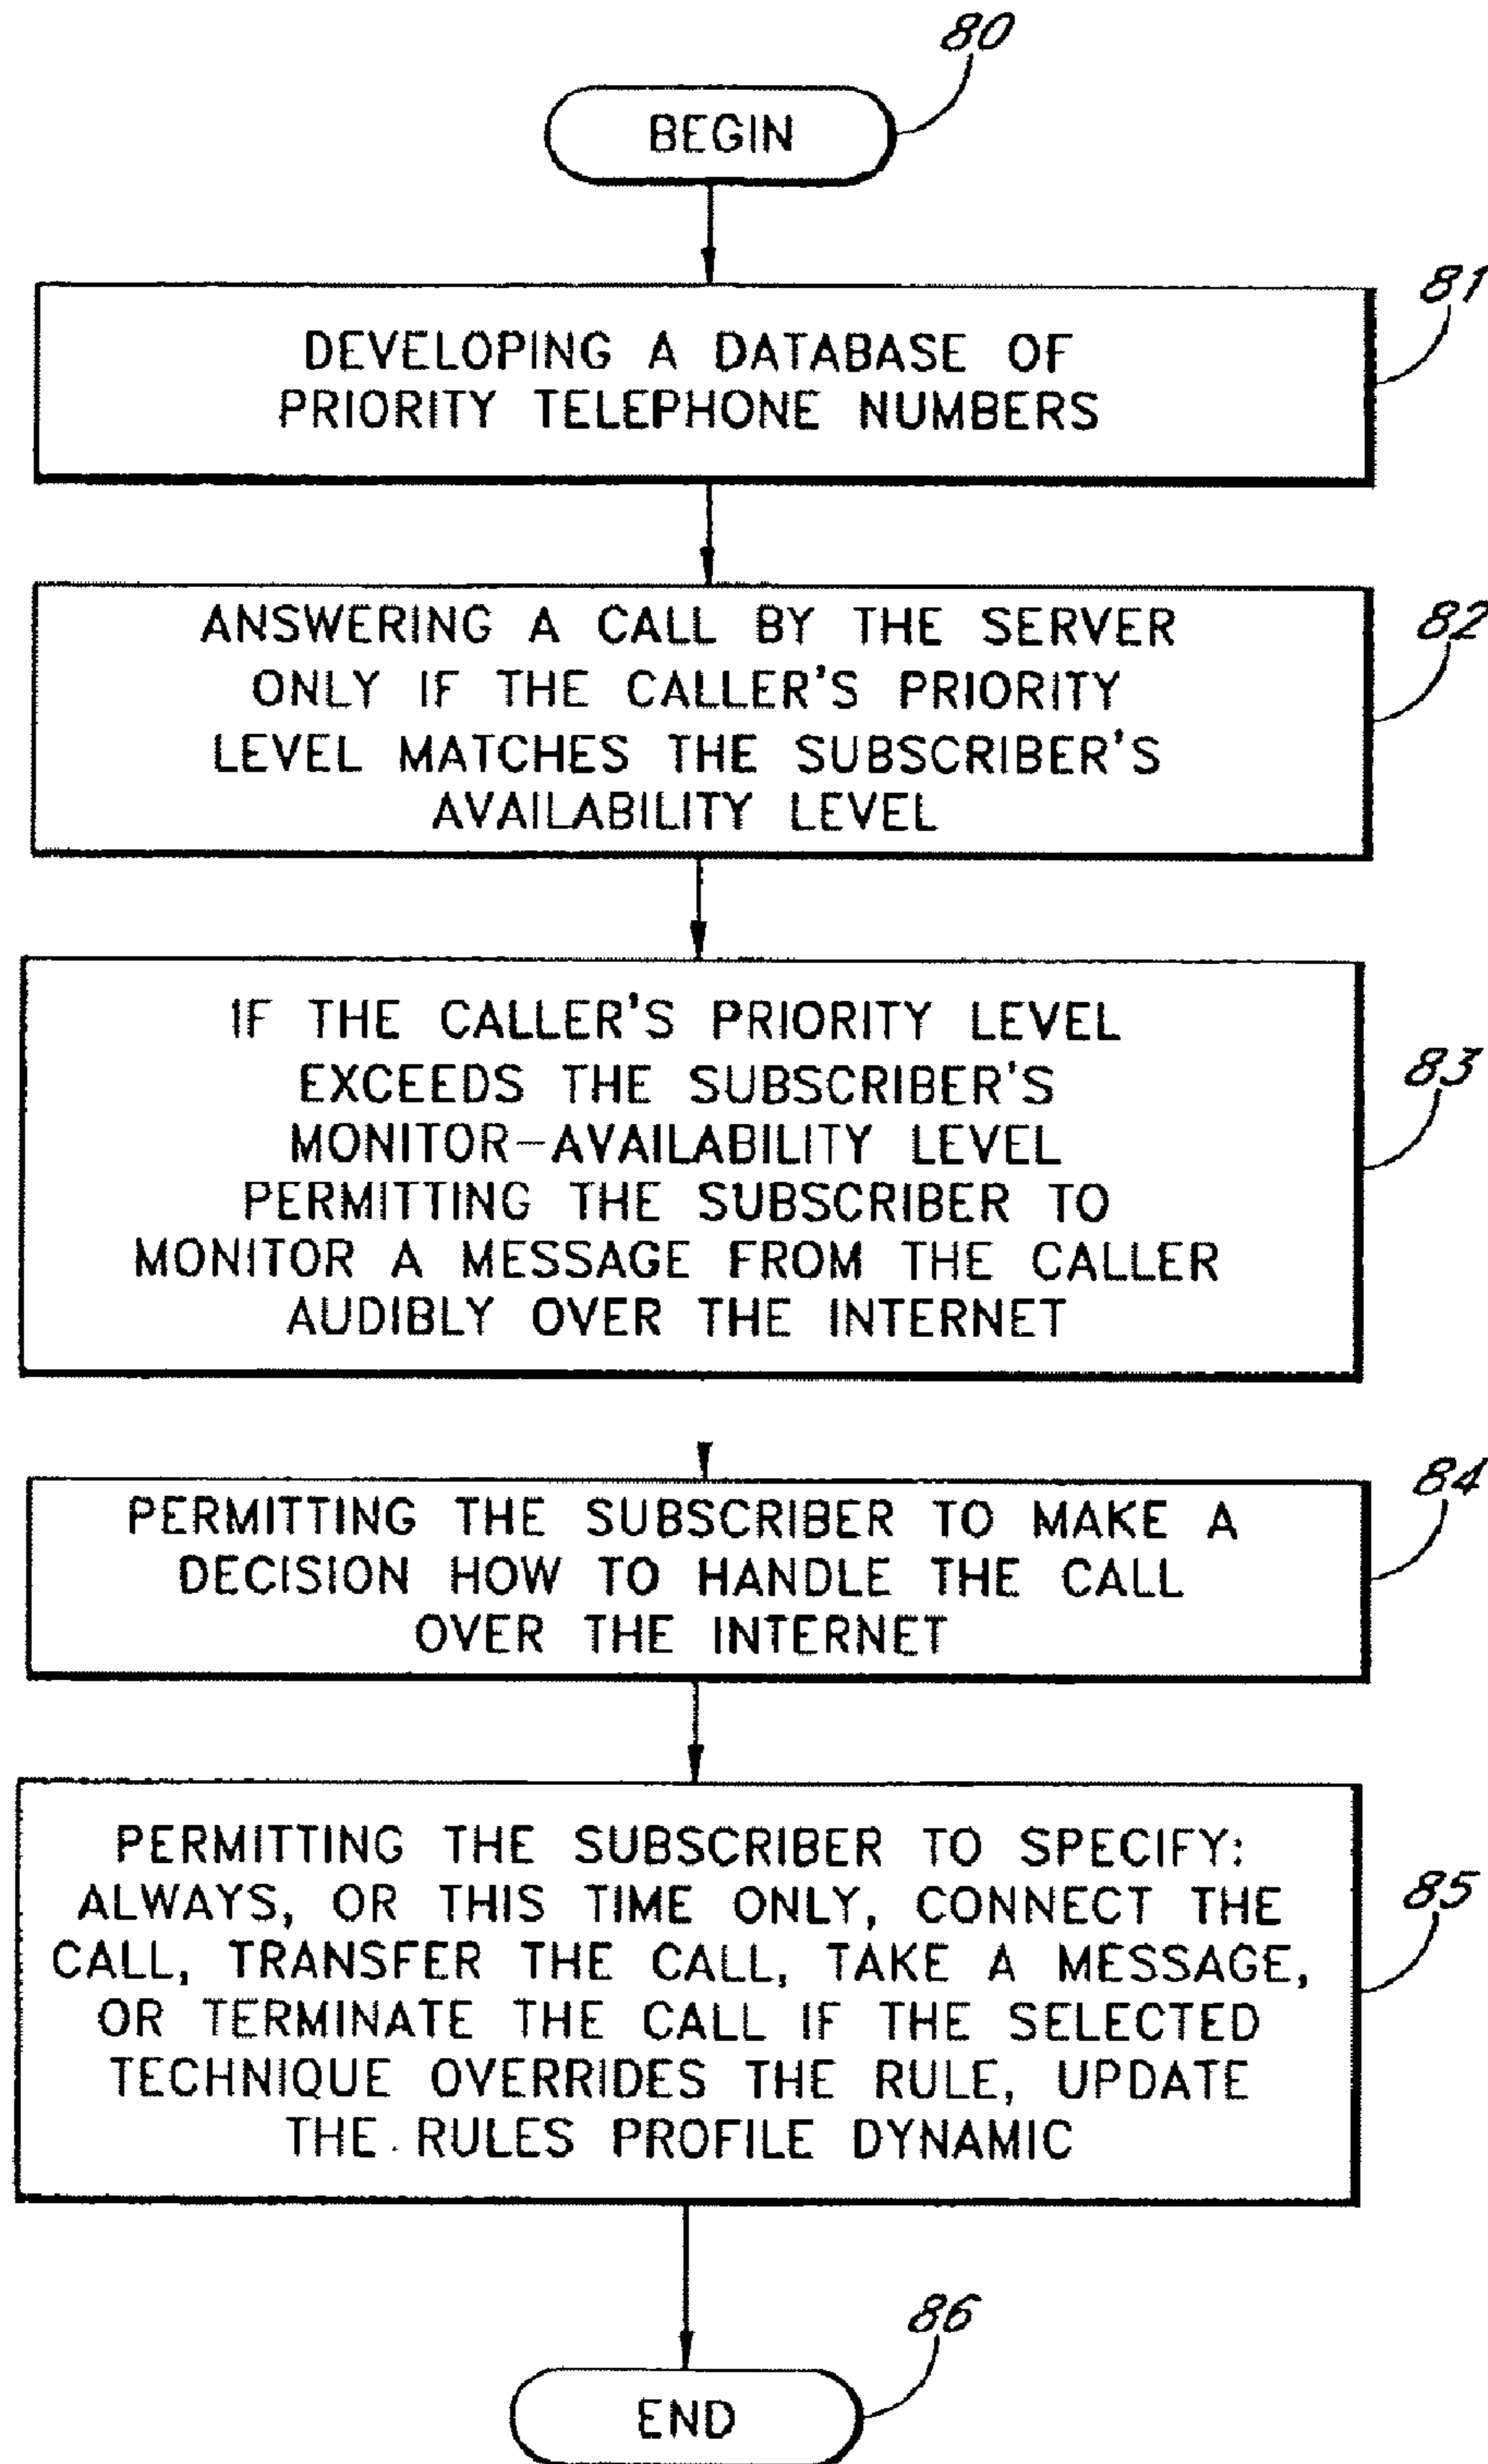 80
BEGIN
81
DEVELOPING A DATABASE OF
PRIORITY TELEPHONE NUMBERS
82
ANSWERING A CALL BY THE SERVER
ONLY IF THE CALLER'S PRIORITY
LEVEL MATCHES THE SUBSCRIBER'S
AVAILABILITY LEVEL
83
IF THE CALLER'S PRIORITY LEVEL
EXCEEDS THE SUBSCRIBER'S
MONITOR-AVAILABILITY LEVEL
PERMITTING THE SUBSCRIBER TO
MONITOR A MESSAGE FROM THE CALLER
AUDIBLY OVER THE INTERNET
84
PERMITTING THE SUBSCRIBER TO MAKE A
DECISION HOW TO HANDLE THE CALL
OVER THE INTERNET
85
PERMITTING THE SUBSCRIBER TO SPECIFY:
ALWAYS, OR THIS TIME ONLY, CONNECT THE
CALL, TRANSFER THE CALL, TAKE A MESSAGE,
OR TERMINATE THE CALL IF THE SELECTED
TECHNIQUE OVERRIDES THE RULE, UPDATE
THE RULES PROFILE DYNAMIC
86
END